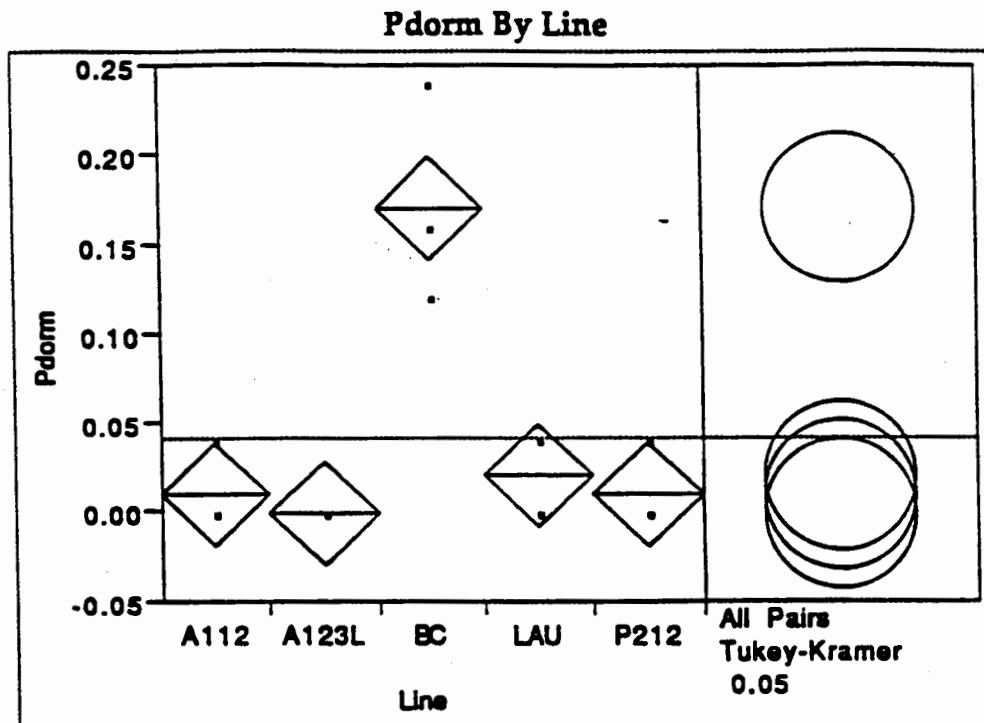 Pdorm By Line
0.25
0.20
0.15
0.10
0.05
0.00
-0.05
Pdorm
A112 A123L BC LAU P212
Line
All Pairs
Tukey-Kramer
0.05